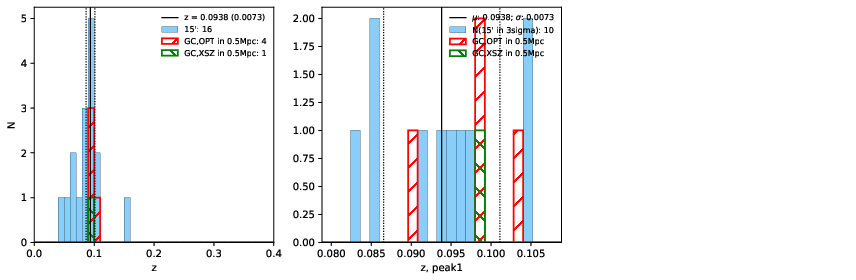 z = 0.0938 (0.0073)
15': 16
GC,OPT in 0.5Mpc: 4
GC,XSZ in 0.5Mpc: 1
N
5
4
3
2
1
0
0.0 0.1 0.2 0.3 0.4
z
μ: 0.0938; σ: 0.0073
N(15' in 3sigma): 10
GC,OPT in 0.5Mpc
GC,XSZ in 0.5Mpc
2.00
1.75
1.50
1.25
1.00
0.75
0.50
0.25
0.00
0.080 0.085 0.090 0.095 0.100 0.105
z, peak1